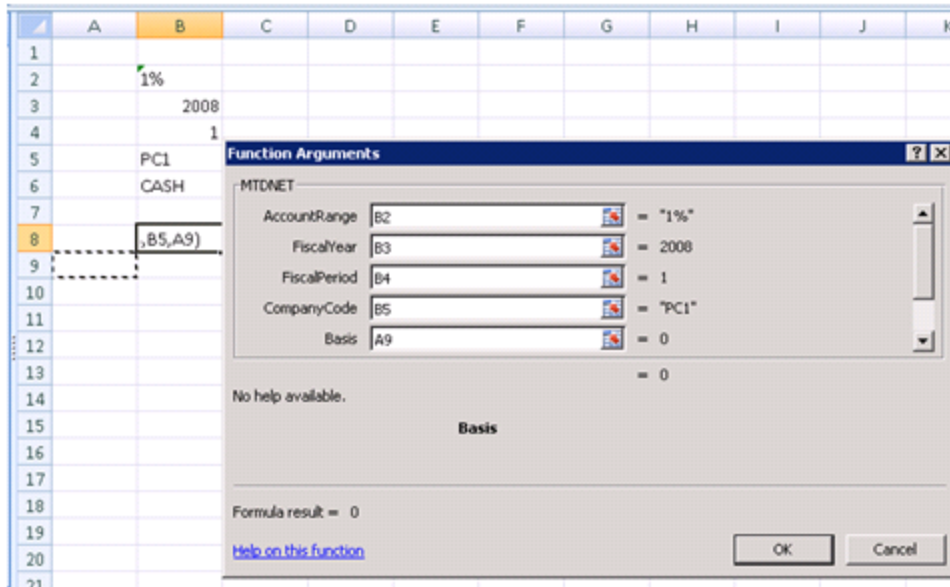 A B C D E F G H I J K
1
2 1%
3 2008
4 1
5 PC1
6 CASH
7
8 ,B5,A9)
9
10
11
12
13
14
15
16
17
18
19
20
21
Function Arguments
MTDNET
AccountRange B2 = "1%"
FiscalYear B3 = 2008
FiscalPeriod B4 = 1
CompanyCode B5 = "PC1"
Basis A9 = 0
= 0
No help available.
Basis
Formula result = 0
Help on this function OK Cancel